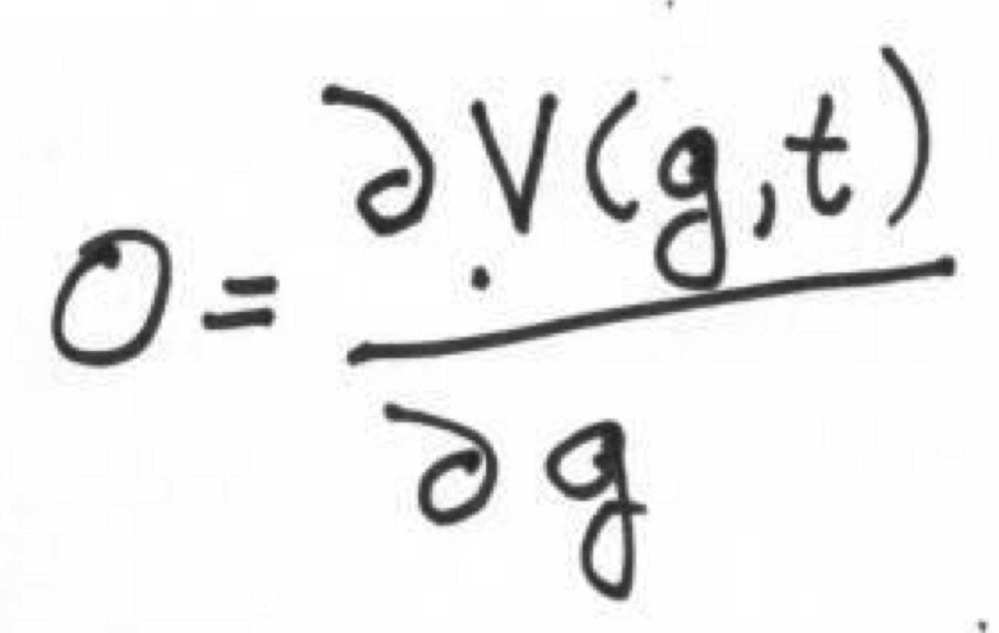 0 = ∂V(g,t) / ∂g